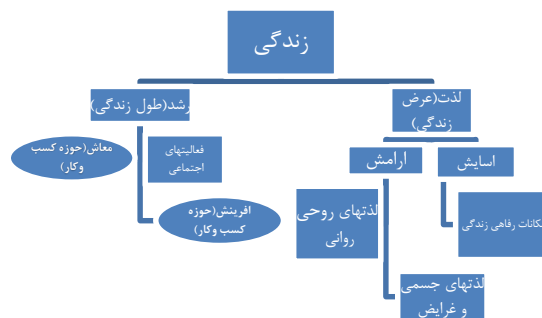 زندگی
لذت(عرض
زندگی)
رشد(طول زندگی)
اسایش
ارامش
فعالیتهای
اجتماعی
معاش(حوزه کسب
وکار)
مکانات رفاهی زندگی
لذتهای روحی
روانی
افرینش(حوزه
کسب وکار)
لذتهای جسمی
و غرایض